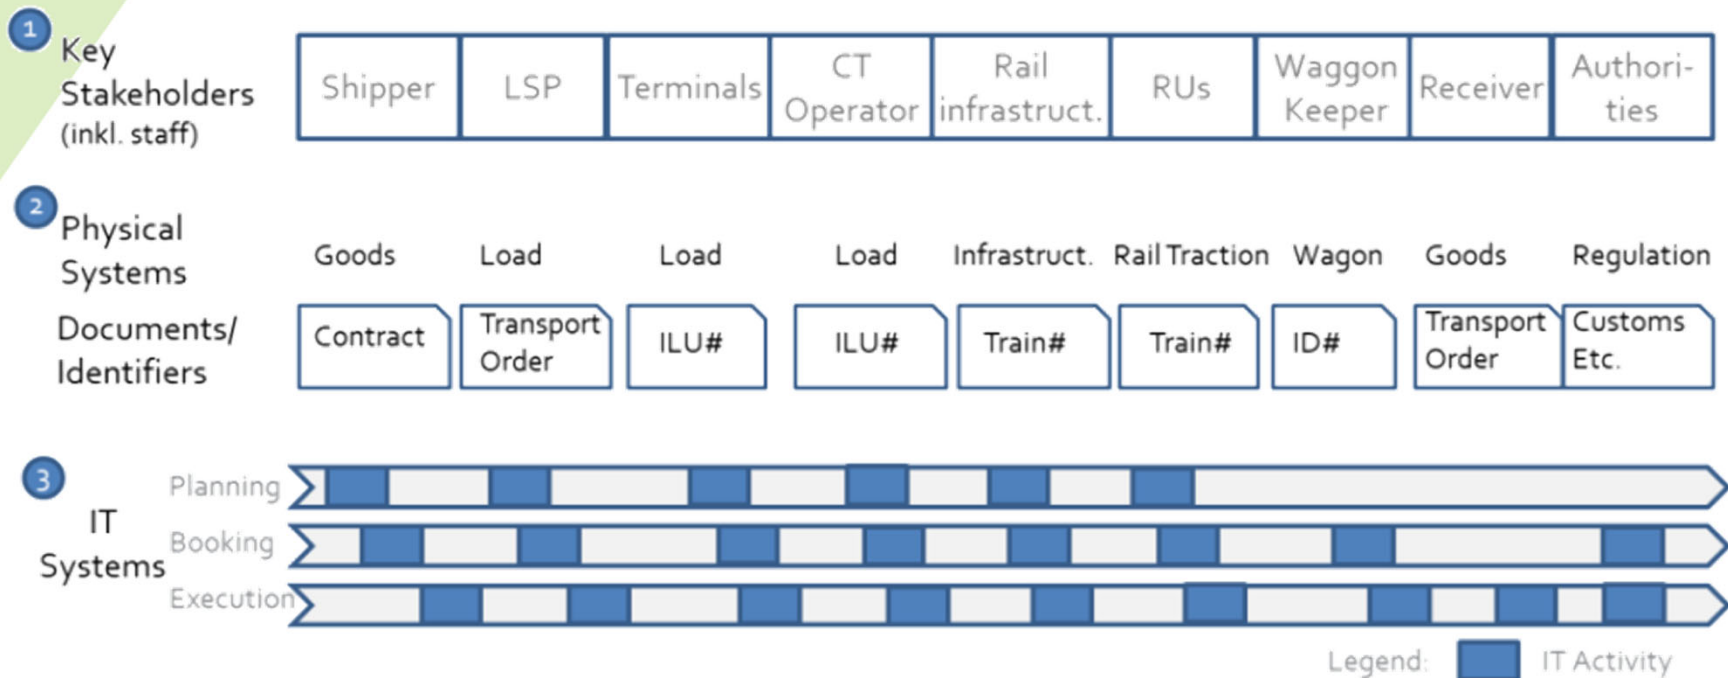 1
Key
Stakeholders
(inkl. staff)
Shipper
LSP
Terminals
CT
Operator
Rail
infrastruct.
RUs
Waggon
Keeper
Receiver
Authori-
ties
2
Physical
Systems
Goods
Load
Load
Load
Infrastruct.
Rail Traction
Wagon
Goods
Regulation
Documents/
Identifiers
Contract
Transport
Order
ILU#
ILU#
Train#
Train#
ID#
Transport
Order
Customs
Etc.
3
IT
Systems
Planning
Booking
Execution
Legend:
IT Activity